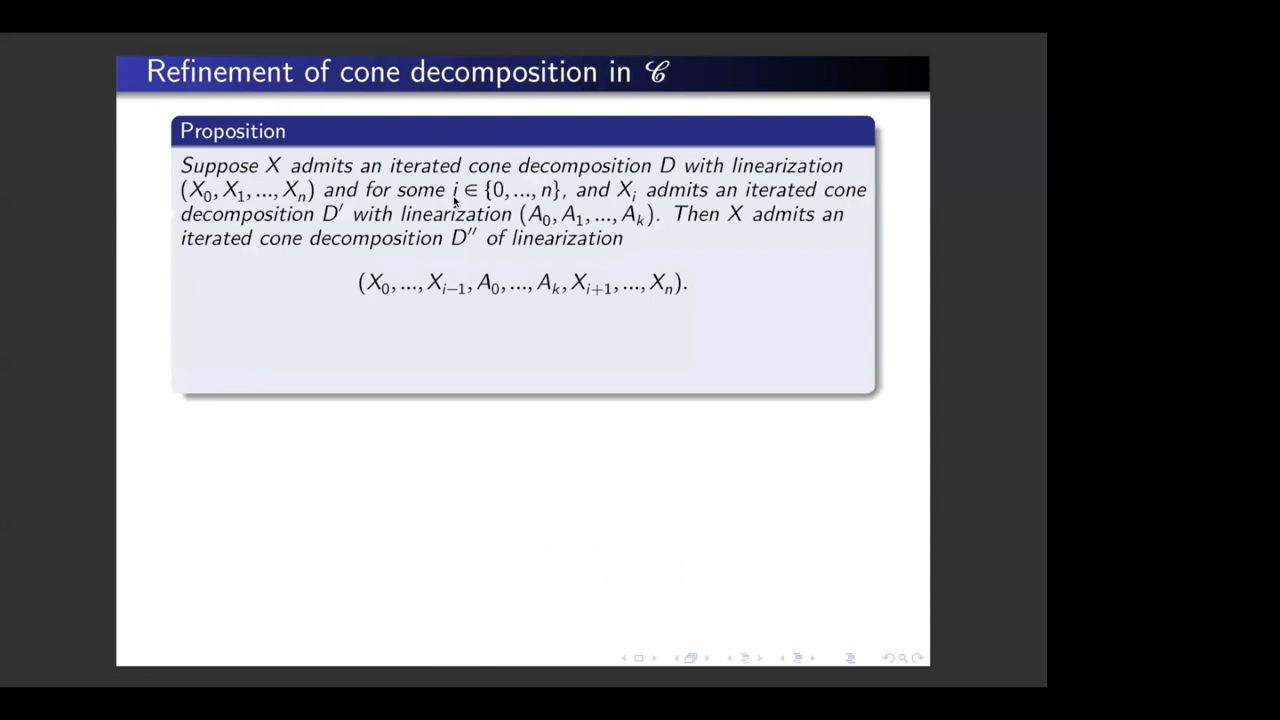 Refinement of cone decomposition in 𝒞
Proposition
Suppose X admits an iterated cone decomposition D with linearization
(X₀, X₁, ..., Xₙ) and for some i ∈ {0, ..., n}, and Xᵢ admits an iterated cone
decomposition D′ with linearization (A₀, A₁, ..., Aₖ). Then X admits an
iterated cone decomposition D″ of linearization
(X₀, ..., Xᵢ₋₁, A₀, ..., Aₖ, Xᵢ₊₁, ..., Xₙ).